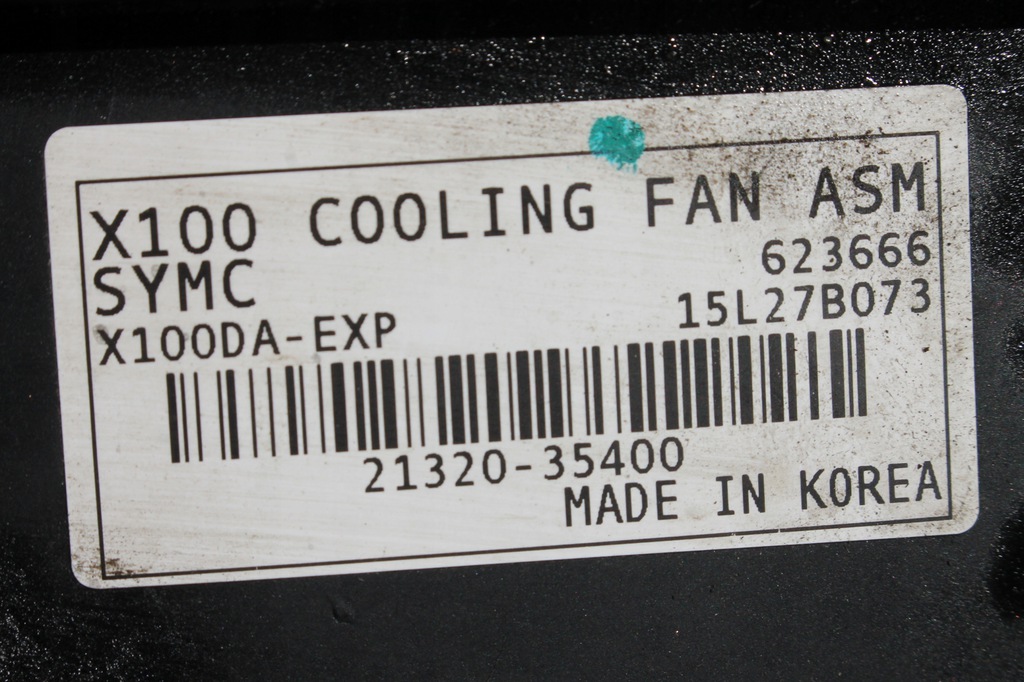 X100 COOLING FAN ASM
SYMC 623666
X100DA-EXP 15L27B073
21320-35400
MADE IN KOREA